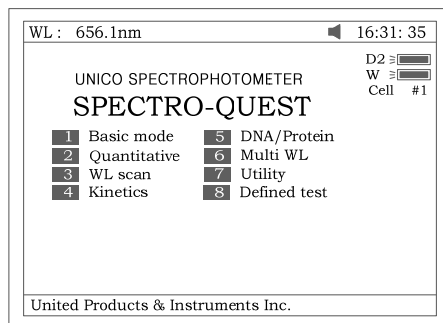 WL: 656.1nm 16:31: 35
D2
W
Cell #1
UNICO SPECTROPHOTOMETER
SPECTRO-QUEST
1 Basic mode 5 DNA/Protein
2 Quantitative 6 Multi WL
3 WL scan 7 Utility
4 Kinetics 8 Defined test
United Products & Instruments Inc.